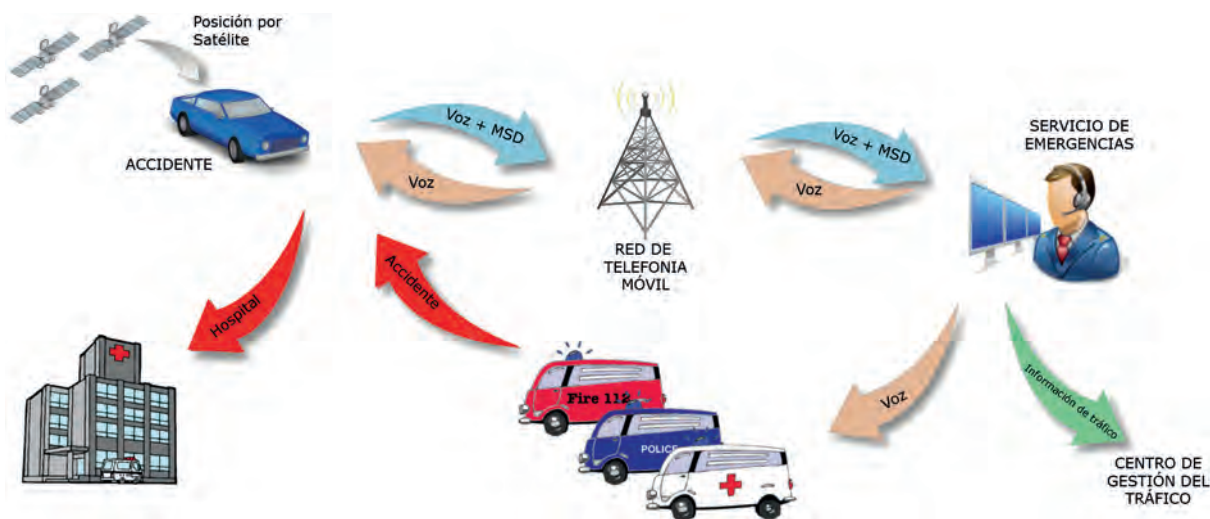 Posición por
Satélite
ACCIDENTE
Voz + MSD
Voz
RED DE
TELEFONIA
MÓVIL
Voz + MSD
Voz
SERVICIO DE
EMERGENCIAS
Hospital
Accidente
Fire 112
POLICE
Voz
Información de tráfico
CENTRO DE
GESTIÓN DEL
TRÁFICO